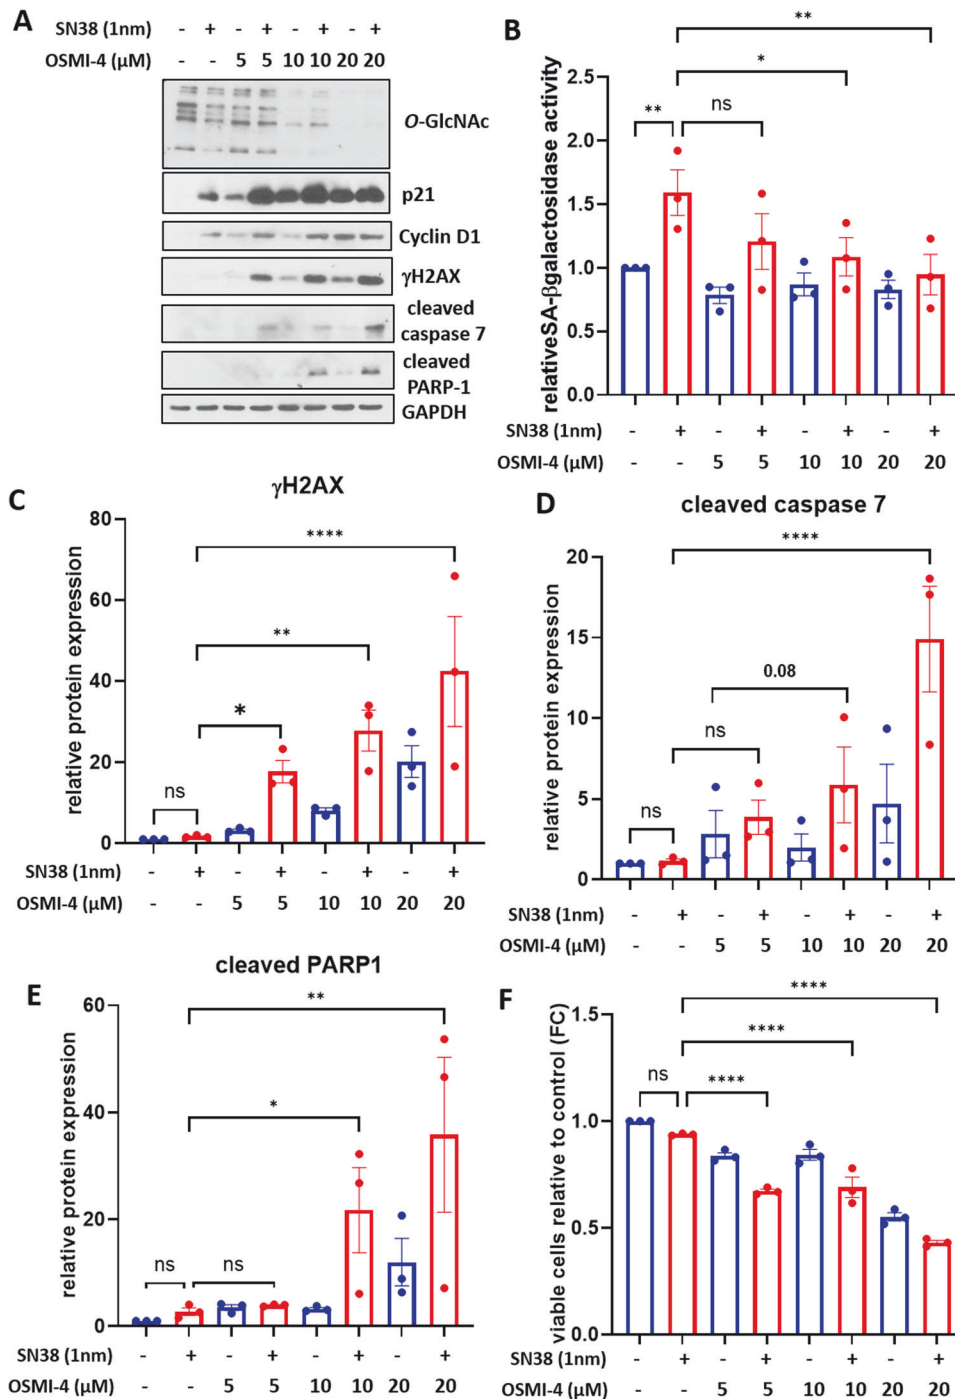 A
SN38 (1nm) - + - + - + - +
OSMI-4 (μM) - - 5 5 10 10 20 20
O-GlcNAc
p21
Cyclin D1
γH2AX
cleaved
caspase 7
cleaved
PARP-1
GAPDH
B
**
*
** ns
relativeSA-βgalactosidase activity
2.5
2.0
1.5
1.0
0.5
0.0
SN38 (1nm) - + - + - + - +
OSMI-4 (μM) - - 5 5 10 10 20 20
C
γH2AX
relative protein expression
80
60
40
20
0
****
**
*
ns
SN38 (1nm) - + - + - + - +
OSMI-4 (μM) - - 5 5 10 10 20 20
D
cleaved caspase 7
relative protein expression
20
15
10
5
0
****
0.08
ns
ns
SN38 (1nm) - + - + - + - +
OSMI-4 (μM) - - 5 5 10 10 20 20
E
cleaved PARP1
relative protein expression
60
40
20
0
**
*
ns ns
SN38 (1nm) - + - + - + - +
OSMI-4 (μM) - - 5 5 10 10 20 20
F
viable cells relative to control (FC)
1.5
1.0
0.5
0.0
****
****
ns ****
SN38 (1nm) - + - + - + - +
OSMI-4 (μM) - - 5 5 10 10 20 20